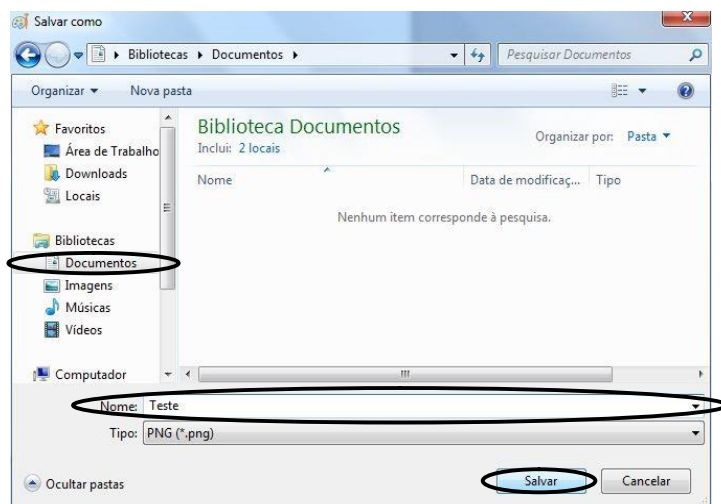 Salvar como
Bibliotecas Documentos
Pesquisar Documentos
Organizar Nova pasta
Favoritos
Área de Trabalho
Downloads
Locais
Bibliotecas
Documentos
Imagens
Músicas
Vídeos
Computador
Biblioteca Documentos
Inclui: 2 locais
Organizar por: Pasta
Nome Data de modificaç... Tipo
Nenhum item corresponde à pesquisa.
Nome: Teste
Tipo: PNG (*.png)
Ocultar pastas
Salvar Cancelar